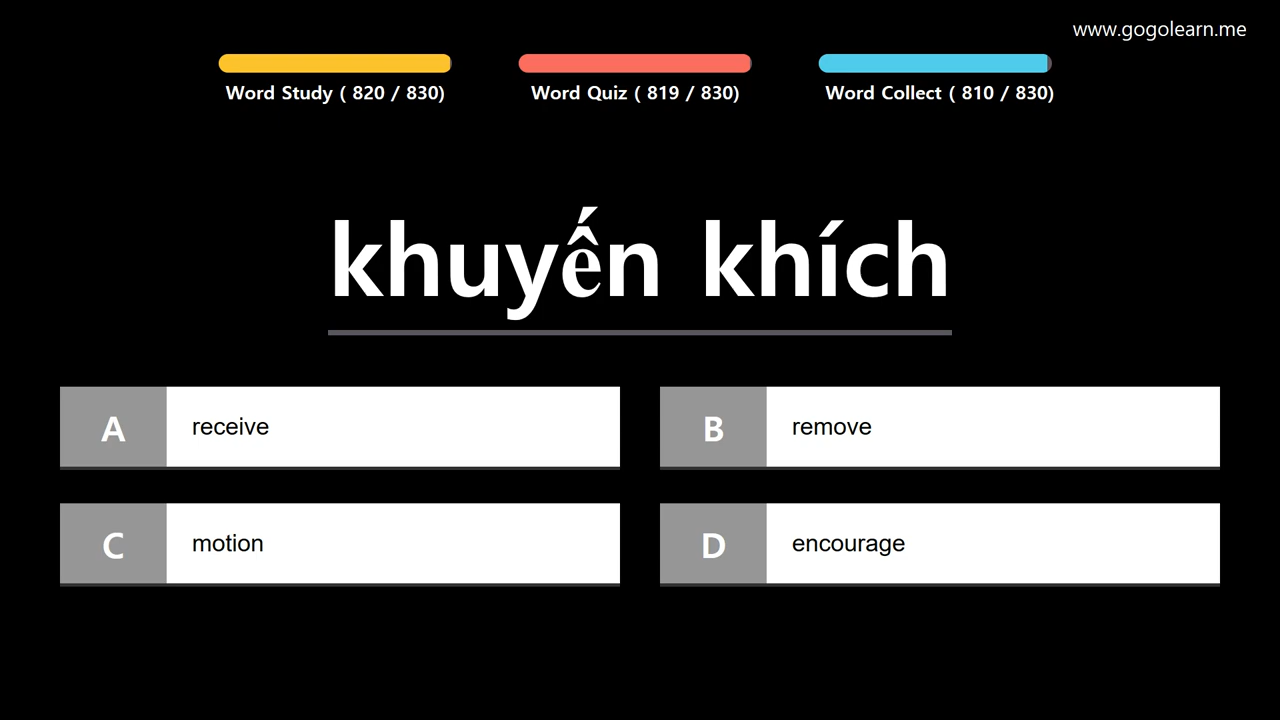 www.gogolearn.me
Word Study ( 820 / 830)
Word Quiz ( 819 / 830)
Word Collect ( 810 / 830)
khuyến khích
A receive
B remove
C motion
D encourage